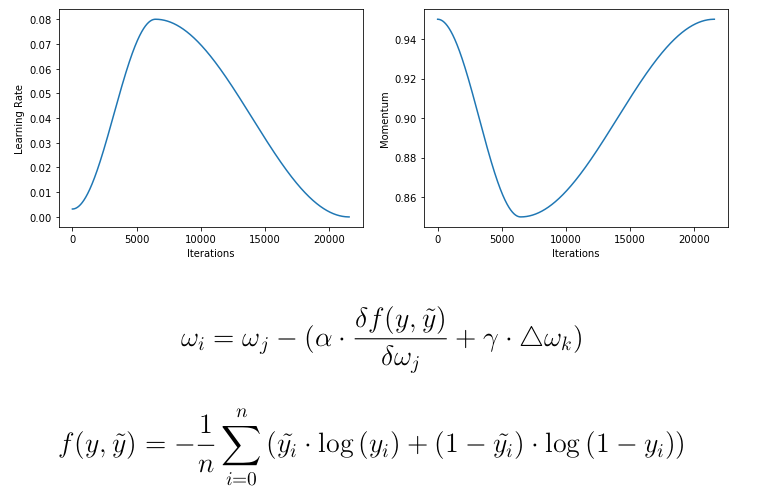 0.08
0.07
0.06
0.05
0.04
0.03
0.02
0.01
0.00
Learning Rate
0 5000 10000 15000 20000
Iterations
0.94
0.92
0.90
0.88
0.86
Momentum
0 5000 10000 15000 20000
Iterations
ω_i = ω_j − (α · δf(y, ỹ)/δω_j + γ · △ω_k)
f(y, ỹ) = −1/n ∑_{i=0}^{n} (ỹ_i · log (y_i) + (1 − ỹ_i) · log (1 − y_i))